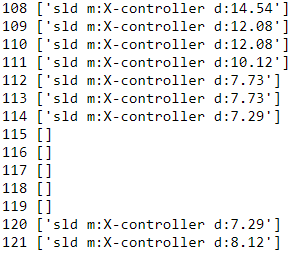 108 ['sld m:X-controller d:14.54']
109 ['sld m:X-controller d:12.08']
110 ['sld m:X-controller d:12.08']
111 ['sld m:X-controller d:10.12']
112 ['sld m:X-controller d:7.73']
113 ['sld m:X-controller d:7.73']
114 ['sld m:X-controller d:7.29']
115 []
116 []
117 []
118 []
119 []
120 ['sld m:X-controller d:7.29']
121 ['sld m:X-controller d:8.12']